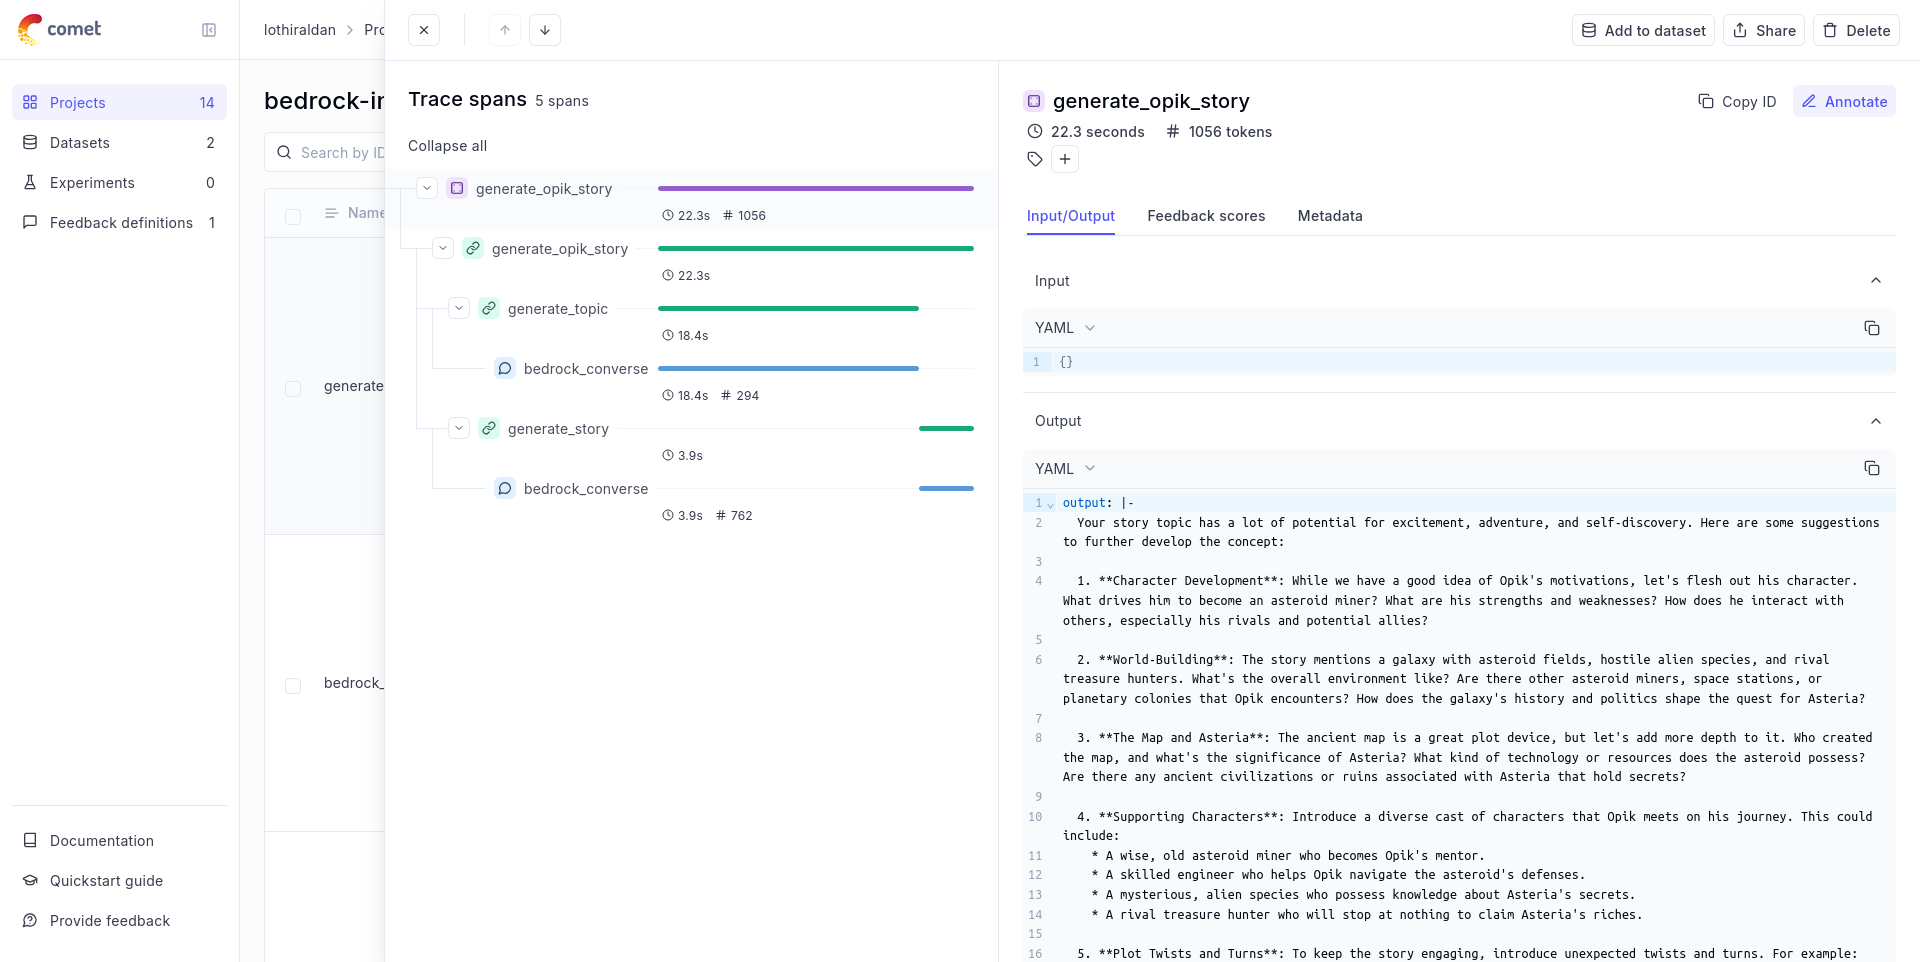 comet
Projects 14
Datasets 2
Experiments 0
Feedback definitions 1
Documentation
Quickstart guide
Provide feedback
lothiraldan > Pro
bedrock-in
Search by ID
Name
generate
bedrock_
Add to dataset
Share
Delete
Trace spans 5 spans
Collapse all
generate_opik_story
22.3s # 1056
generate_opik_story
22.3s
generate_topic
18.4s
bedrock_converse
18.4s # 294
generate_story
3.9s
bedrock_converse
3.9s # 762
generate_opik_story
Copy ID
Annotate
22.3 seconds # 1056 tokens
Input/Output
Feedback scores
Metadata
Input
YAML
1 {}
Output
YAML
1 output: |-
2 Your story topic has a lot of potential for excitement, adventure, and self-discovery. Here are some suggestions
to further develop the concept:
3
4 1. **Character Development**: While we have a good idea of Opik's motivations, let's flesh out his character.
What drives him to become an asteroid miner? What are his strengths and weaknesses? How does he interact with
others, especially his rivals and potential allies?
5
6 2. **World-Building**: The story mentions a galaxy with asteroid fields, hostile alien species, and rival
treasure hunters. What's the overall environment like? Are there other asteroid miners, space stations, or
planetary colonies that Opik encounters? How does the galaxy's history and politics shape the quest for Asteria?
7
8 3. **The Map and Asteria**: The ancient map is a great plot device, but let's add more depth to it. Who created
the map, and what's the significance of Asteria? What kind of technology or resources does the asteroid possess?
Are there any ancient civilizations or ruins associated with Asteria that hold secrets?
9
10 4. **Supporting Characters**: Introduce a diverse cast of characters that Opik meets on his journey. This could
include:
11 * A wise, old asteroid miner who becomes Opik's mentor.
12 * A skilled engineer who helps Opik navigate the asteroid's defenses.
13 * A mysterious, alien species who possess knowledge about Asteria's secrets.
14 * A rival treasure hunter who will stop at nothing to claim Asteria's riches.
15
16 5. **Plot Twists and Turns**: To keep the story engaging, introduce unexpected twists and turns. For example: